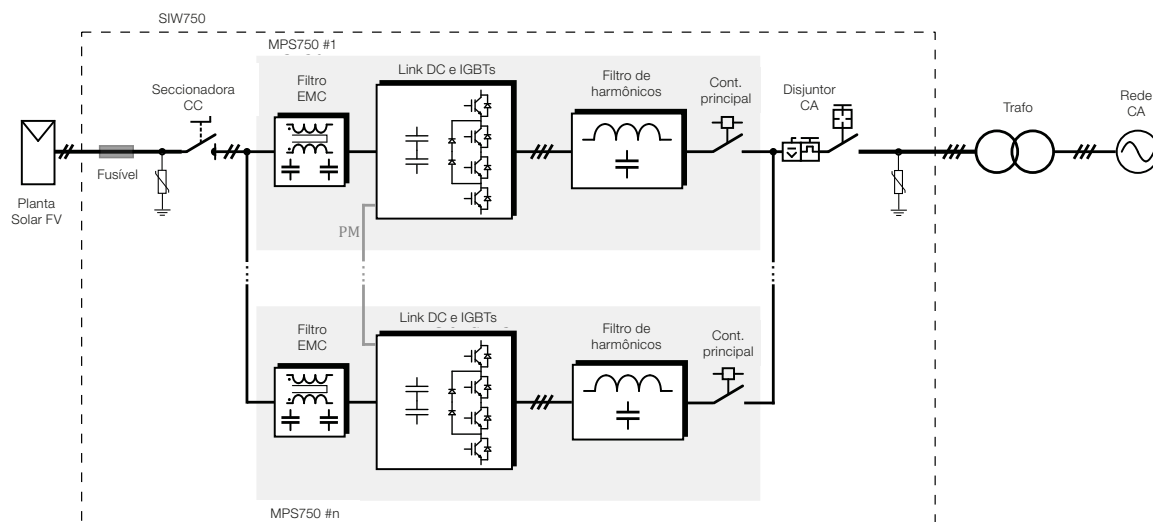 SIW750
MPS750 #1
Filtro
EMC
Link DC e IGBTs
Filtro de
harmônicos
Cont.
principal
Disjuntor
CA
Seccionadora
CC
Trafo
Rede
CA
Fusível
Planta
Solar FV
PM
Filtro
EMC
Link DC e IGBTs
Filtro de
harmônicos
Cont.
principal
MPS750 #n